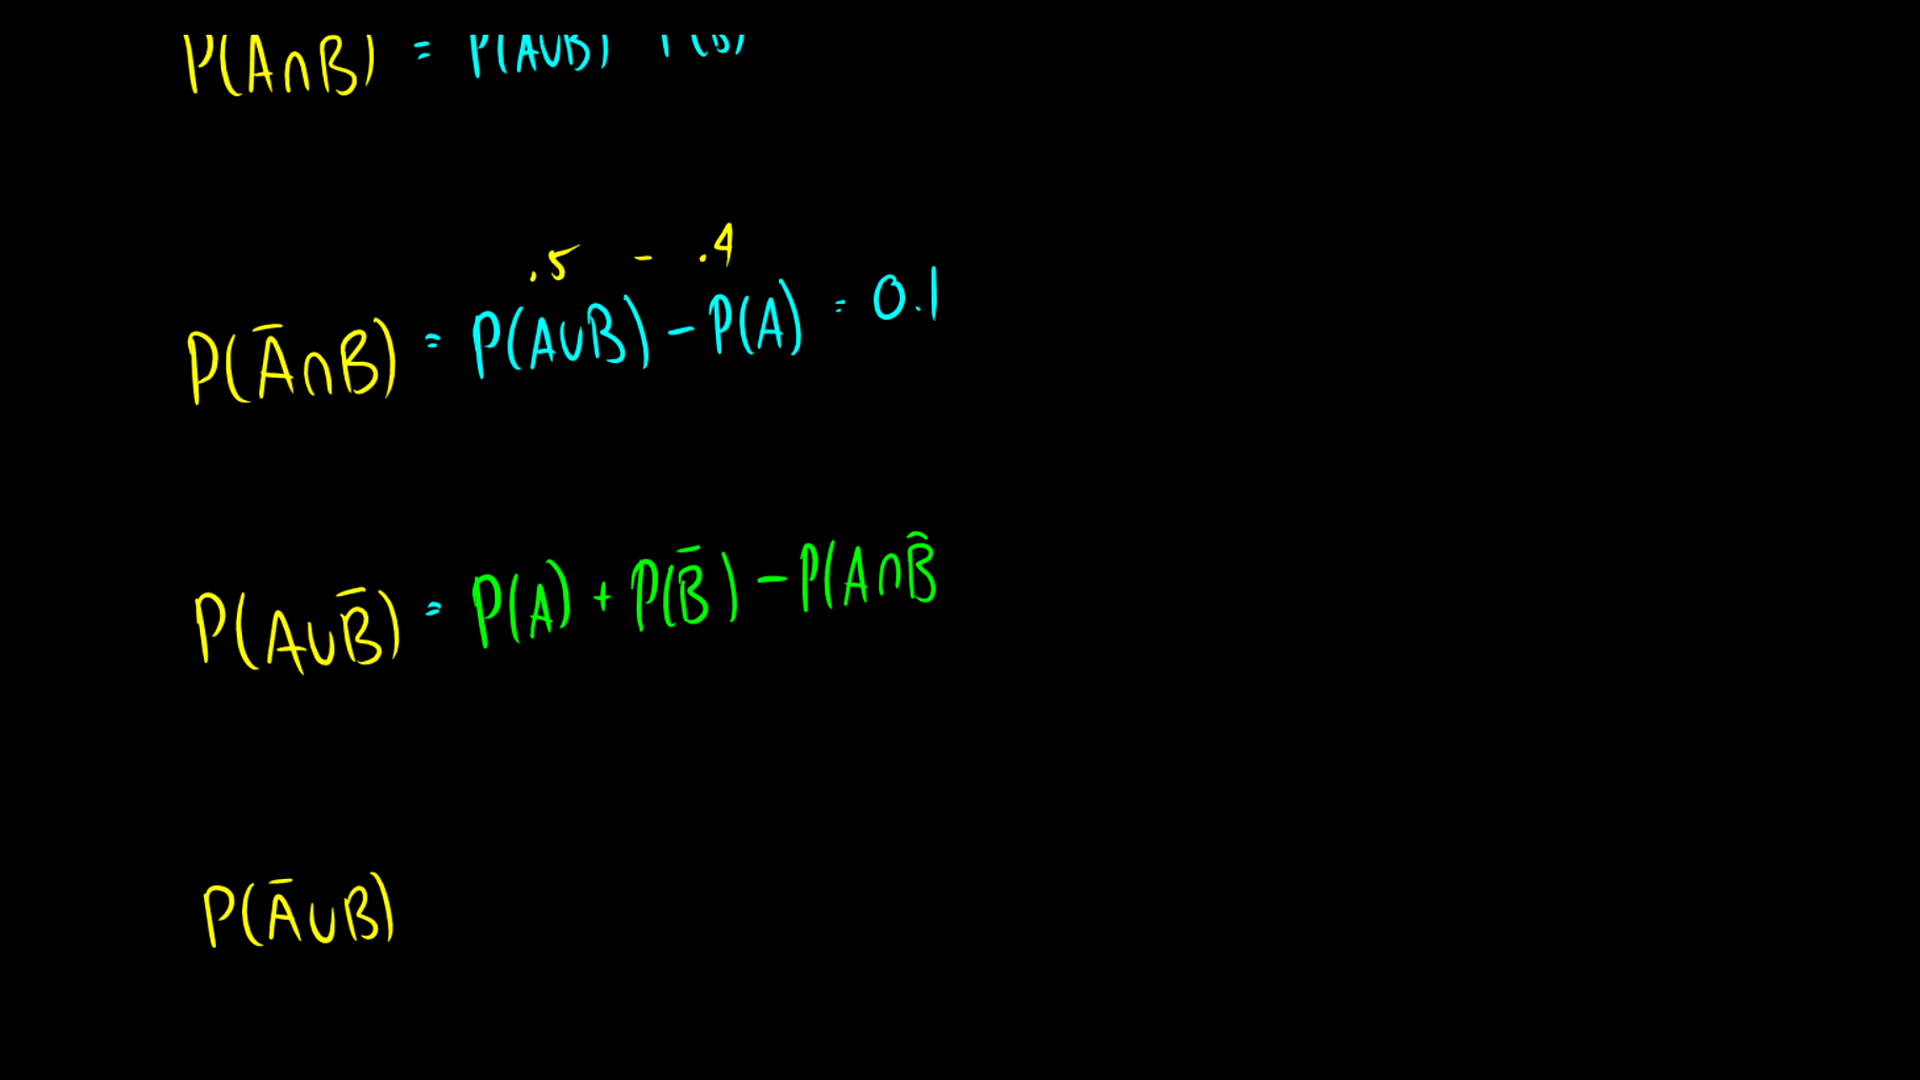 P(A∩B) = P(A∪B) P(B)
.5 - .4
P(Ā∩B) = P(A∪B) - P(A) = 0.1
P(A∪B̄) = P(A) + P(B̄) - P(A∩B̄
P(Ā∪B)